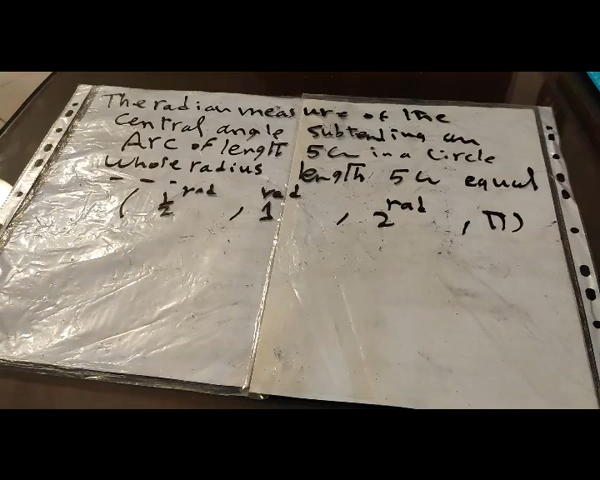 The radian measure of the
central angle subtending an
Arc of length 5cm in a Circle
whole radius length 5cm equal
- - - ( 1/2 rad , 1 rad , 2 rad , π )